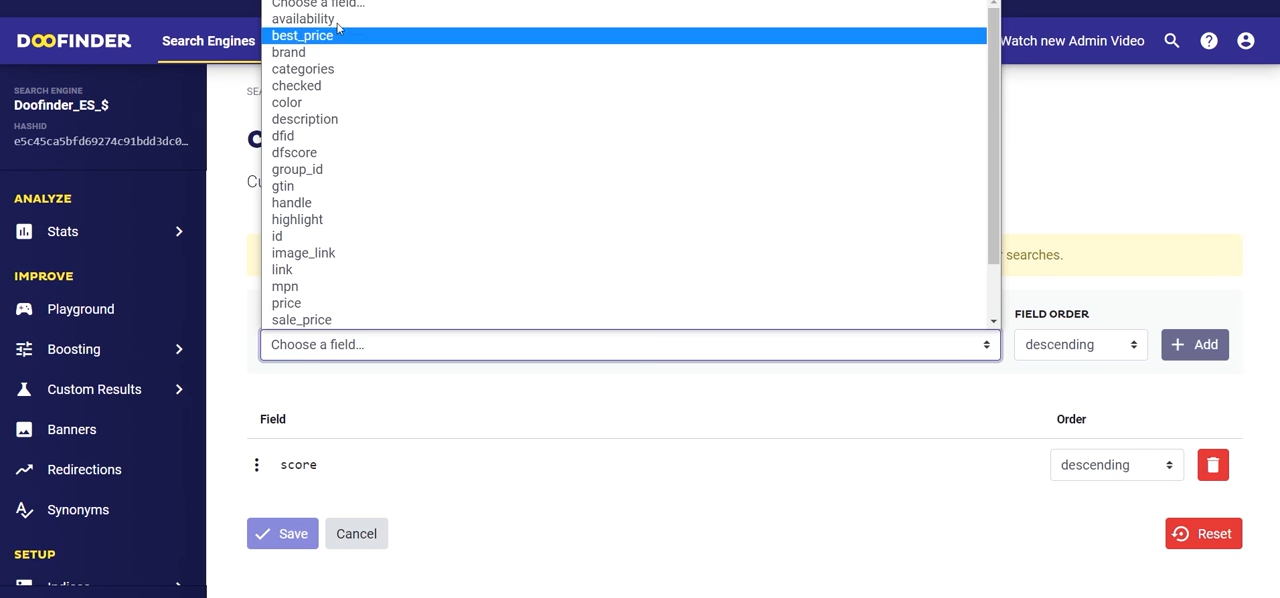 DOOFINDER
Search Engines
Watch new Admin Video
SEARCH ENGINE
Doofinder_ES_$
HASHID
e5c45ca5bfd69274c91bdd3dc0…
ANALYZE
Stats
IMPROVE
Playground
Boosting
Custom Results
Banners
Redirections
Synonyms
SETUP
Indices
SEA
Cu
Choose a field...
availability
best_price
brand
categories
checked
color
description
dfid
dfscore
group_id
gtin
handle
highlight
id
image_link
link
mpn
price
sale_price
searches.
Choose a field...
FIELD ORDER
descending
Add
Field
Order
score
descending
Save
Cancel
Reset